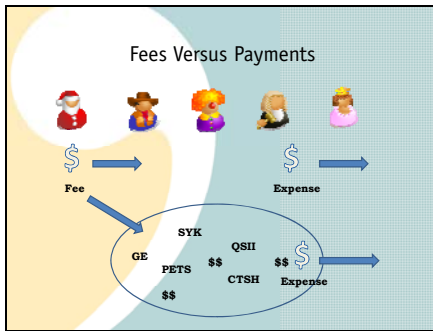 Fees Versus Payments
$ $
Fee Expense
SYK
GE QSII
PETS $$ $$ $
CTSH Expense
$$